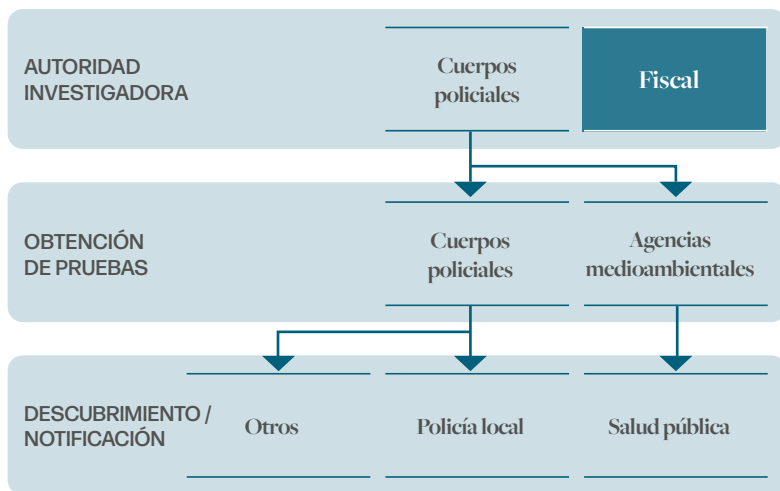 AUTORIDAD
INVESTIGADORA
Cuerpos
policiales
Fiscal
OBTENCIÓN
DE PRUEBAS
Cuerpos
policiales
Agencias
medioambientales
DESCUBRIMIENTO /
NOTIFICACIÓN
Otros
Policía local
Salud pública